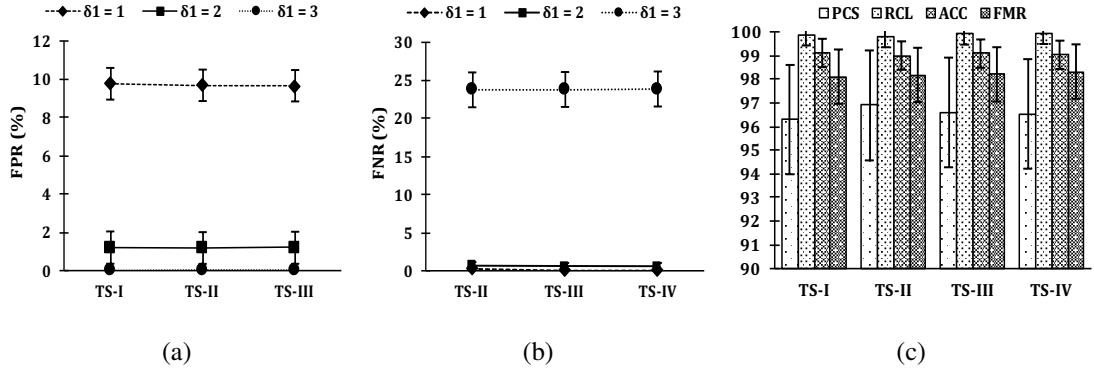 δ1 = 1 δ1 = 2 δ1 = 3
12
10
8
6
4
2
0
FPR (%)
TS-I TS-II TS-III
(a)
δ1 = 1 δ1 = 2 δ1 = 3
30
25
20
15
10
5
0
FNR (%)
TS-II TS-III TS-IV
(b)
PCS RCL ACC FMR
100
99
98
97
96
95
94
93
92
91
90
TS-I TS-II TS-III TS-IV
(c)